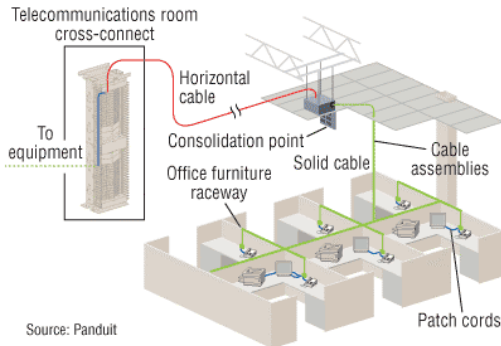 Telecommunications room
cross-connect
Horizontal
cable
To
equipment
Consolidation point
Solid cable
Cable
assemblies
Office furniture
raceway
Patch cords
Source: Panduit